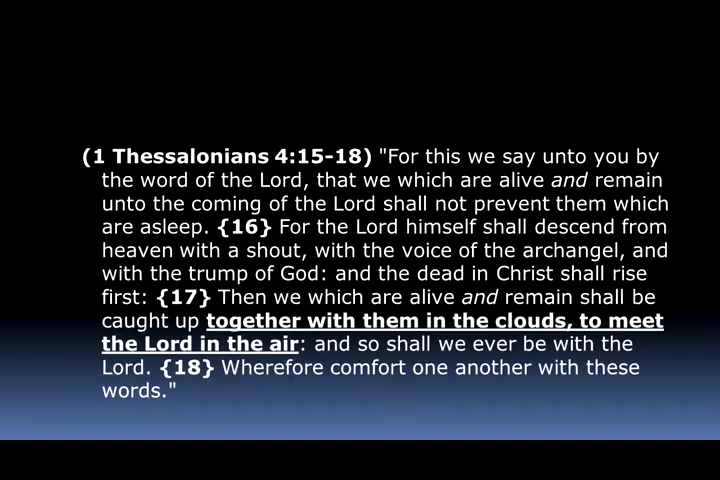 (1 Thessalonians 4:15-18) "For this we say unto you by
the word of the Lord, that we which are alive and remain
unto the coming of the Lord shall not prevent them which
are asleep. {16} For the Lord himself shall descend from
heaven with a shout, with the voice of the archangel, and
with the trump of God: and the dead in Christ shall rise
first: {17} Then we which are alive and remain shall be
caught up together with them in the clouds, to meet
the Lord in the air: and so shall we ever be with the
Lord. {18} Wherefore comfort one another with these
words."